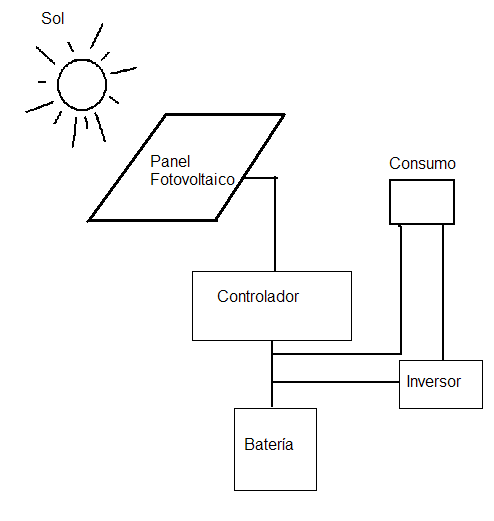 Sol
Panel
Fotovoltaico
Consumo
Controlador
Inversor
Batería